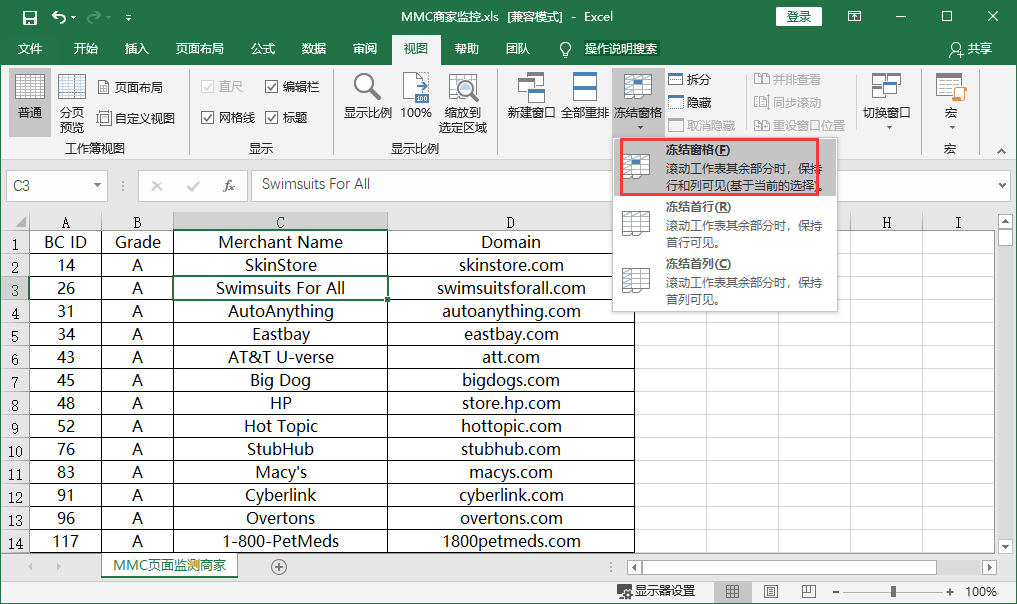 MMC商家监控.xls [兼容模式] - Excel
登录
文件 开始 插入 页面布局 公式 数据 审阅 视图 帮助 团队 操作说明搜索 共享
普通
分页
预览
页面布局
自定义视图
工作簿视图
直尺 编辑栏
网格线 标题
显示
显示比例
100
100%
缩放到
选定区域
显示比例
新建窗口 全部重排 冻结窗格
拆分
隐藏
取消隐藏
并排查看
同步滚动
重设窗口位置
切换窗口
宏
宏
冻结窗格(F)
滚动工作表其余部分时，保持
行和列可见(基于当前的选择)。
冻结首行(R)
滚动工作表其余部分时，保持
首行可见。
冻结首列(C)
滚动工作表其余部分时，保持
首列可见。
C3 fx Swimsuits For All
A B C D H I
1 BC ID Grade Merchant Name Domain
2 14 A SkinStore skinstore.com
3 26 A Swimsuits For All swimsuitsforall.com
4 31 A AutoAnything autoanything.com
5 34 A Eastbay eastbay.com
6 43 A AT&T U-verse att.com
7 45 A Big Dog bigdogs.com
8 48 A HP store.hp.com
9 52 A Hot Topic hottopic.com
10 76 A StubHub stubhub.com
11 83 A Macy's macys.com
12 91 A Cyberlink cyberlink.com
13 96 A Overtons overtons.com
14 117 A 1-800-PetMeds 1800petmeds.com
MMC页面监测商家
显示器设置 100%